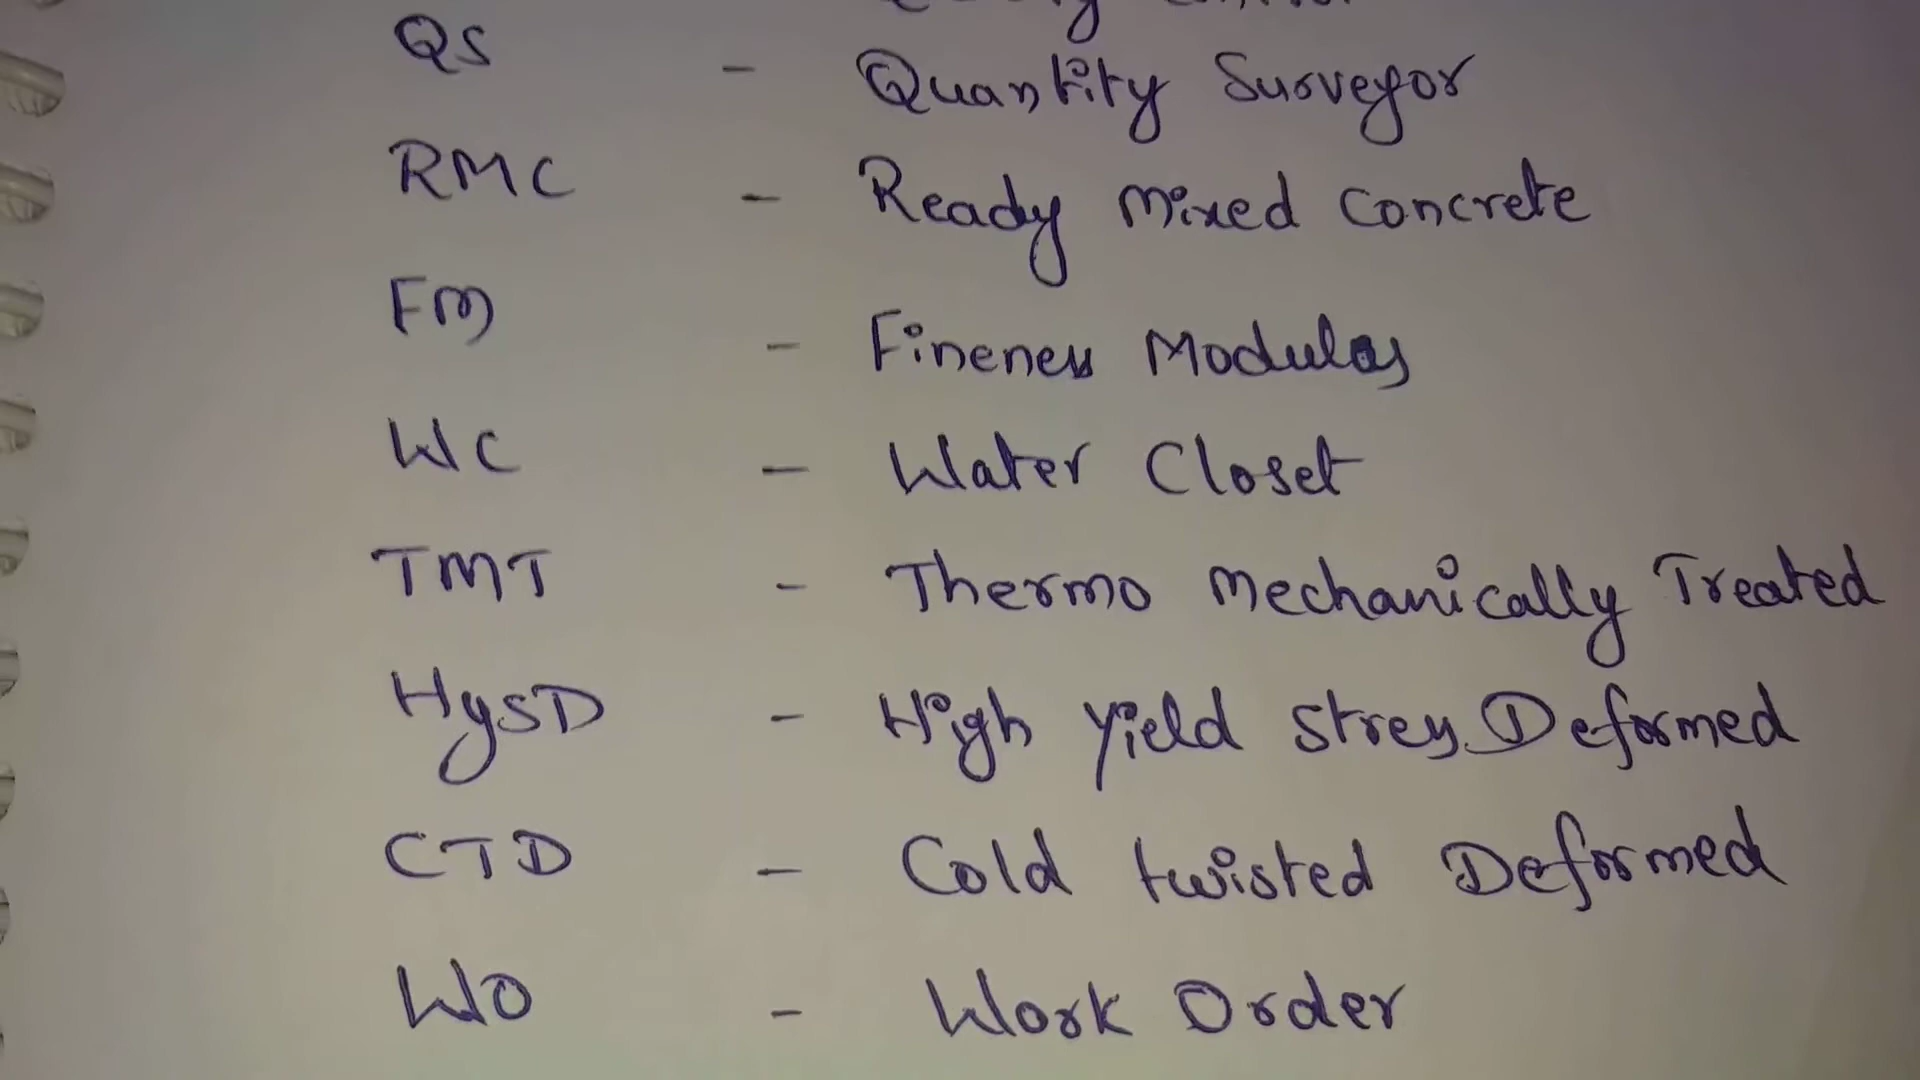 QS - Quantity Surveyor
RMC - Ready Mixed Concrete
FM - Fineness Modulus
WC - Water Closet
TMT - Thermo Mechanically Treated
HYSD - High Yield Stress Deformed
CTD - Cold twisted Deformed
WO - Work Order